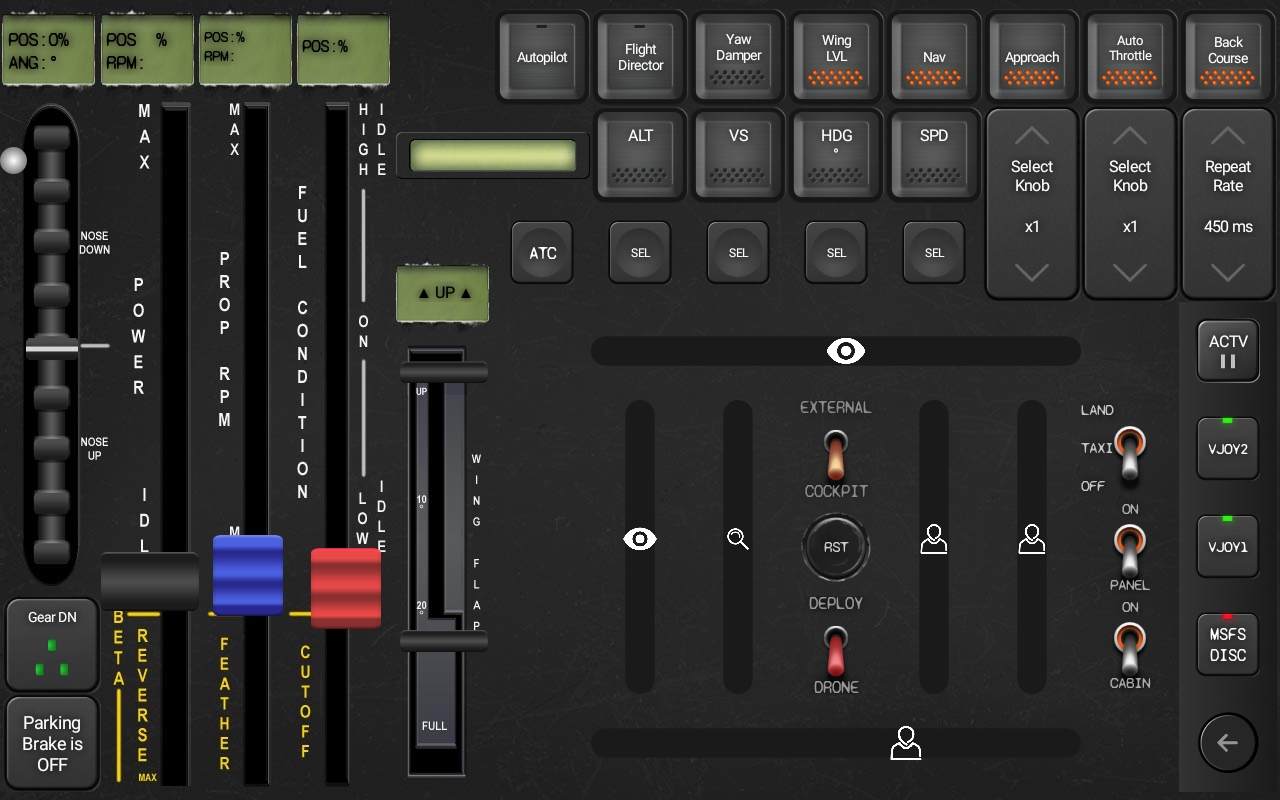 POS:0%
ANG:°
POS %
RPM:
POS:%
RPM:
POS:%
Autopilot
Flight
Director
Yaw
Damper
Wing
LVL
Nav
Approach
Auto
Throttle
Back
Course
MAX
MAX
HIGH
IDLE
ALT
VS
HDG
°
SPD
Select
Knob
x1
Select
Knob
x1
Repeat
Rate
450 ms
NOSE
DOWN
POWER
PROP RPM
FUEL CONDITION
ON
ATC
SEL
SEL
SEL
SEL
▲ UP ▲
UP
10°
20°
FULL
WING FLAP
NOSE
UP
IDL
M
LOW
IDLE
EXTERNAL
COCKPIT
RST
DEPLOY
DRONE
LAND
TAXI
OFF
ON
PANEL
ON
CABIN
ACTV
VJOY2
VJOY1
MSFS
DISC
Gear DN
BETA
REVERSE
MAX
FEATHER
CUTOFF
Parking
Brake is
OFF